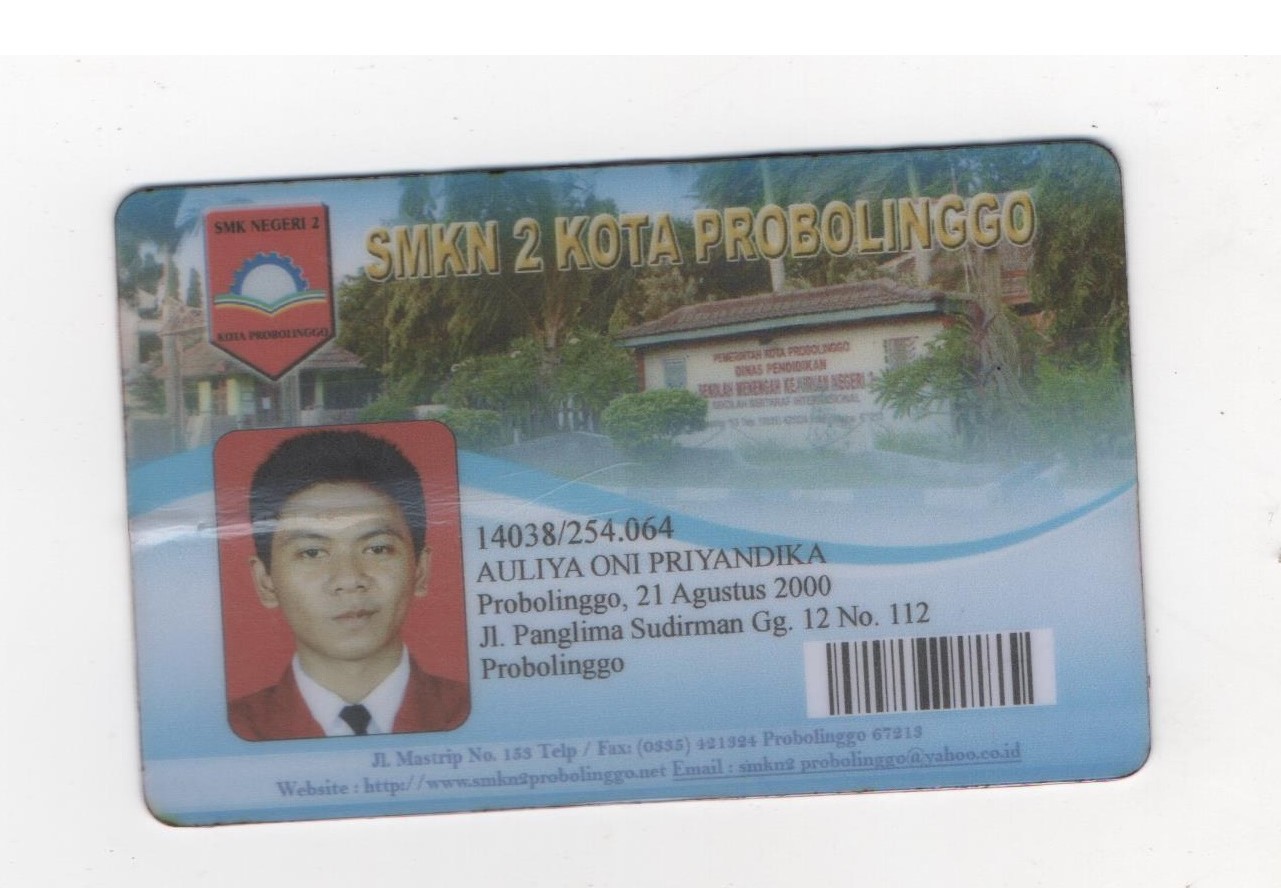 SMK NEGERI 2
KOTA PROBOLINGGO
SMKN 2 KOTA PROBOLINGGO
PEMERINTAH KOTA PROBOLINGGO
DINAS PENDIDIKAN
SEKOLAH MENENGAH KEJURUAN NEGERI 2
SEKOLAH BERTARAF INTERNASIONAL
14038/254.064
AULIYA ONI PRIYANDIKA
Probolinggo, 21 Agustus 2000
Jl. Panglima Sudirman Gg. 12 No. 112
Probolinggo
Jl. Mastrip No. 153 Telp / Fax: (0335) 421324 Probolinggo 67213
Website : http://www.smkn2probolinggo.net Email : smkn2 probolinggo@yahoo.co.id